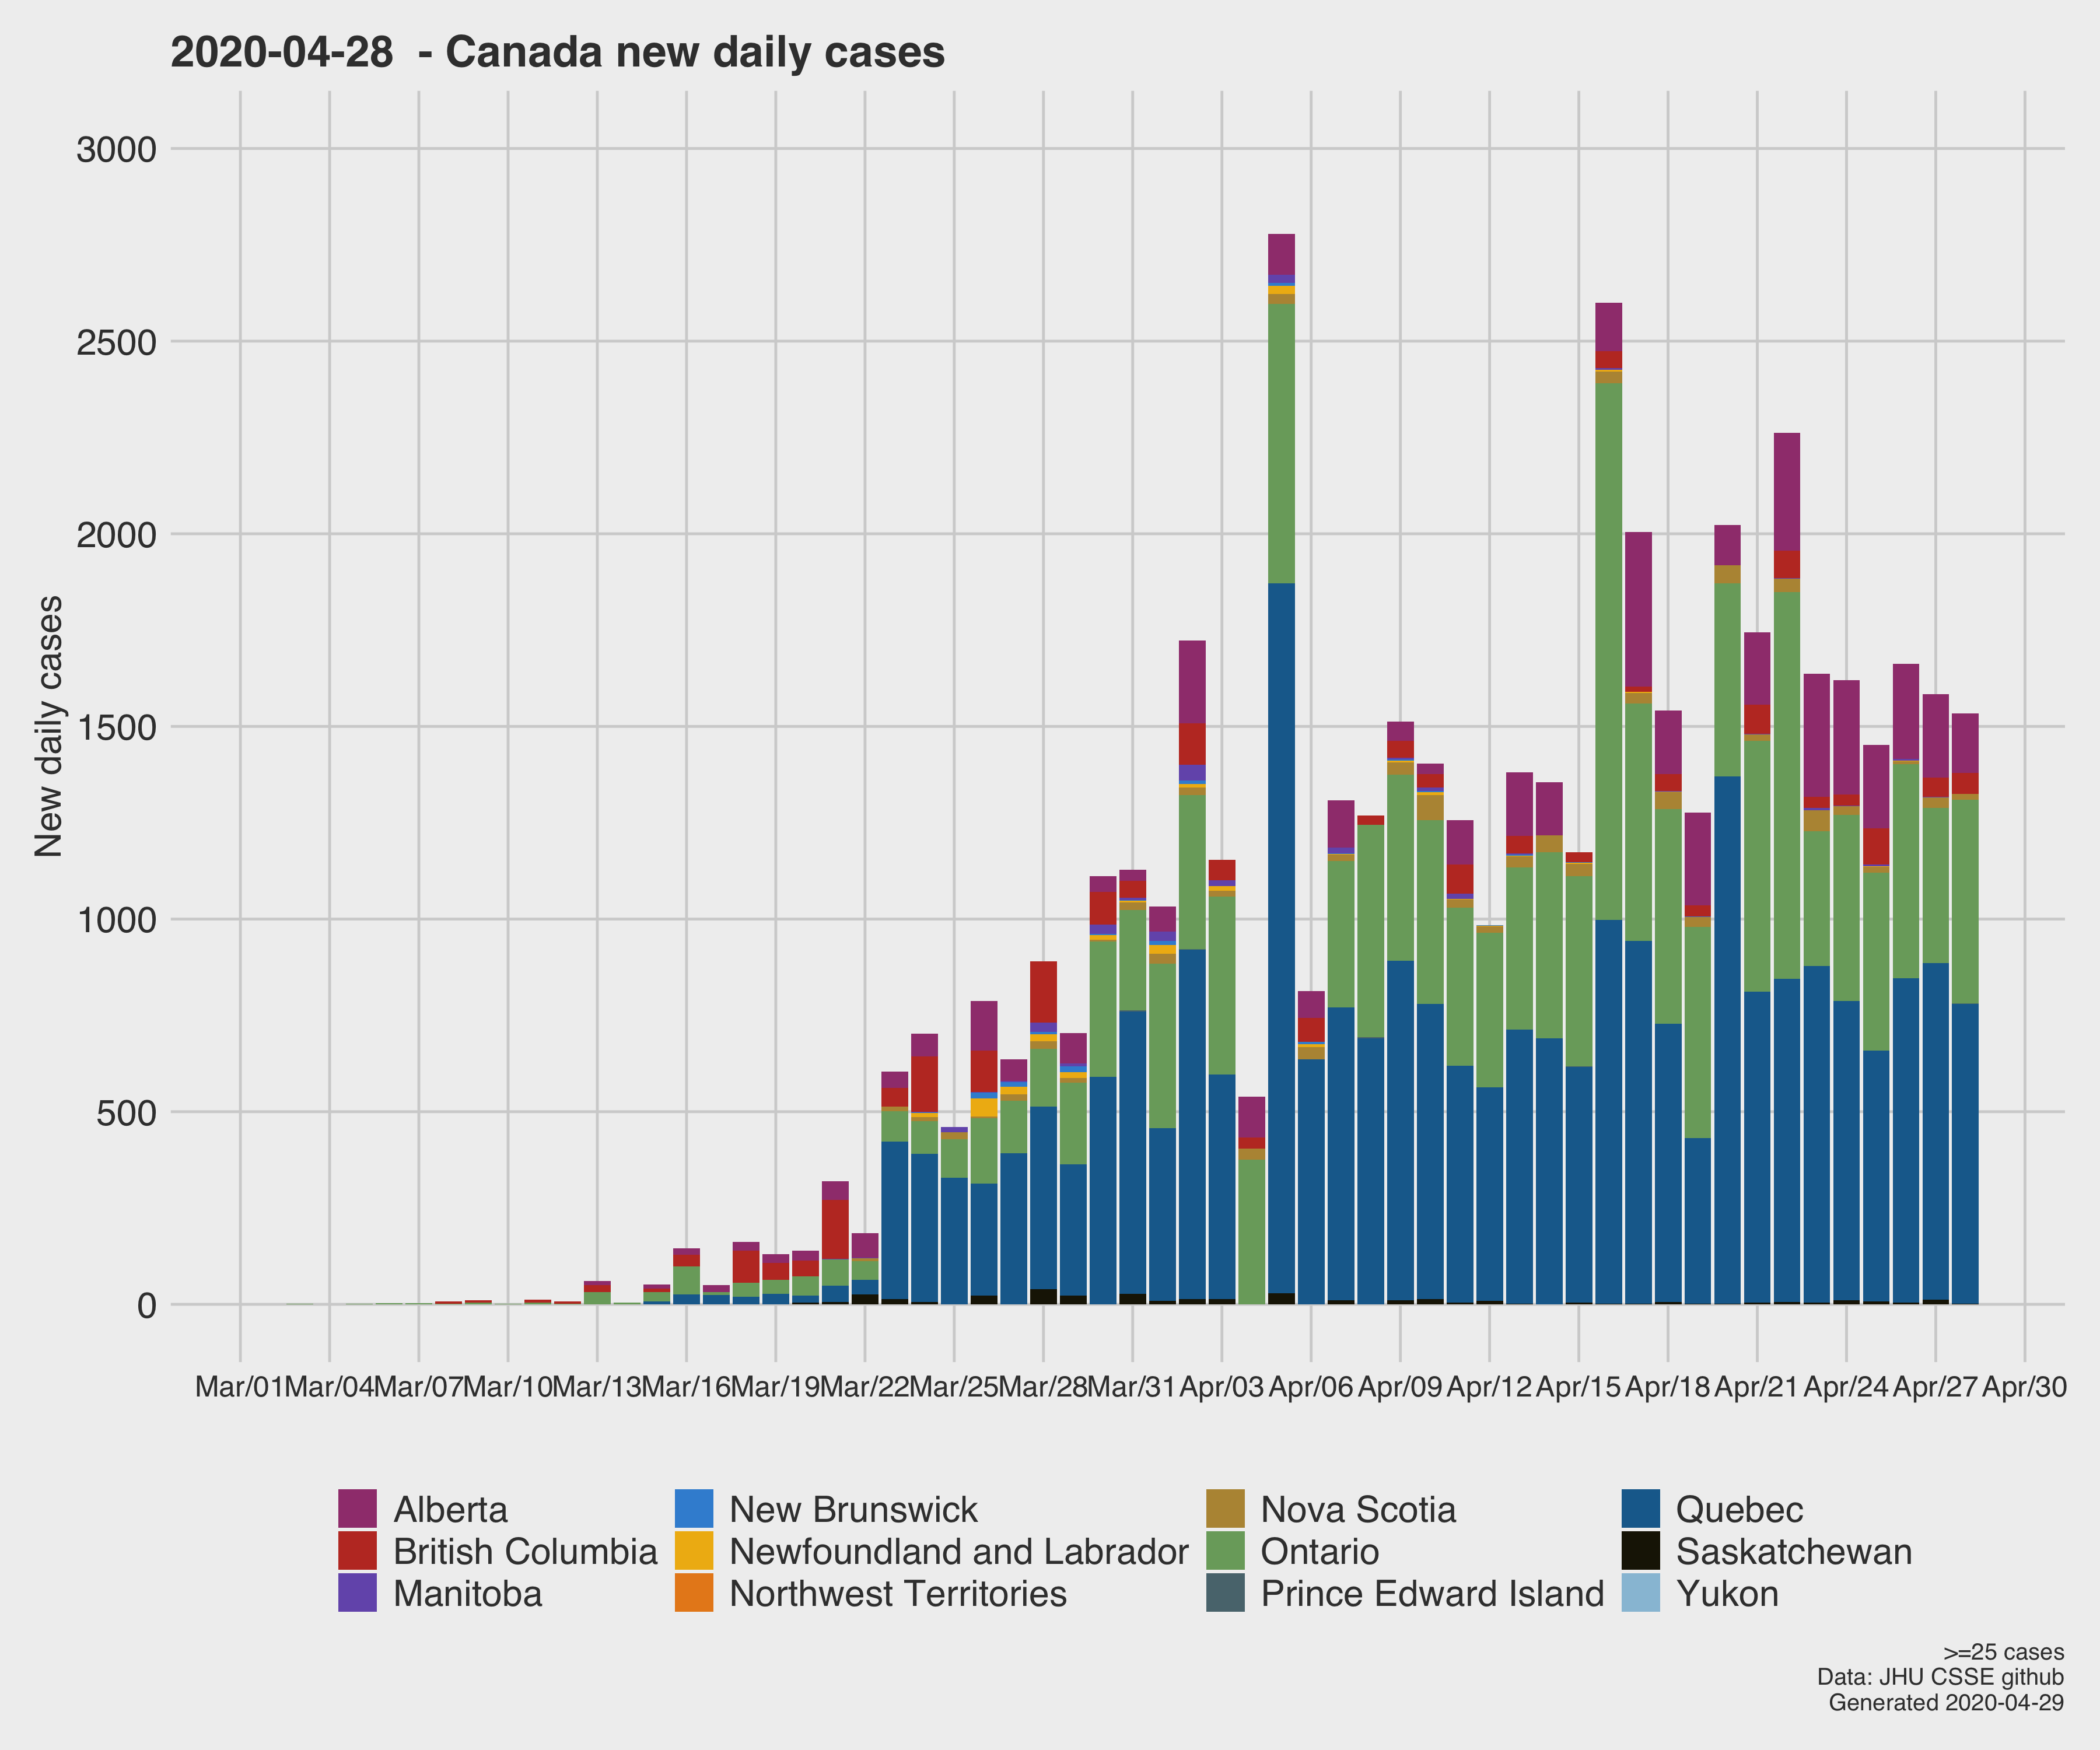 2020-04-28  - Canada new daily cases
New daily cases
3000
2500
2000
1500
1000
500
0
Mar/01 Mar/04 Mar/07 Mar/10 Mar/13 Mar/16 Mar/19 Mar/22 Mar/25 Mar/28 Mar/31 Apr/03 Apr/06 Apr/09 Apr/12 Apr/15 Apr/18 Apr/21 Apr/24 Apr/27 Apr/30
Alberta New Brunswick Nova Scotia Quebec
British Columbia Newfoundland and Labrador Ontario Saskatchewan
Manitoba Northwest Territories Prince Edward Island Yukon
>=25 cases
Data: JHU CSSE github
Generated 2020-04-29